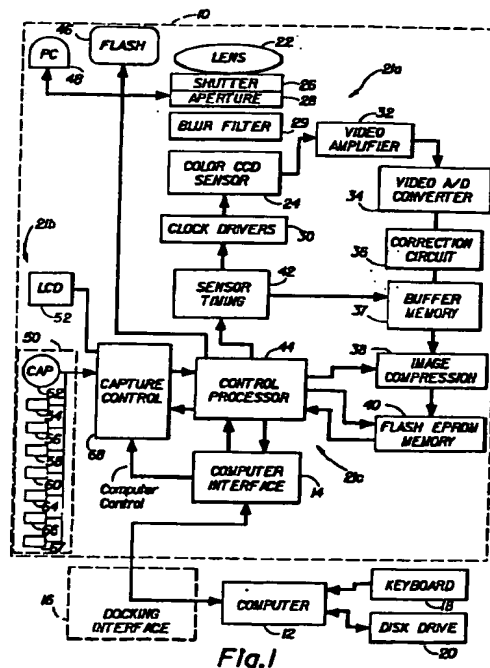 10
46
FLASH
PC
48
LENS
22
SHUTTER
26
APERTURE
28
21a
BLUR FILTER
29
32
VIDEO
AMPLIFIER
COLOR CCD
SENSOR
24
34
VIDEO A/D
CONVERTER
CLOCK DRIVERS
30
36
CORRECTION
CIRCUIT
21b
LCD
52
SENSOR
TIMING
42
BUFFER
MEMORY
37
50
44
38
IMAGE
COMPRESSION
CAP
CAPTURE
CONTROL
68
CONTROL
PROCESSOR
40
FLASH EPROM
MEMORY
60
64
Computer
Control
COMPUTER
INTERFACE
14
21c
16
DOCKING
INTERFACE
COMPUTER
12
KEYBOARD
18
DISK DRIVE
20
Fig.1